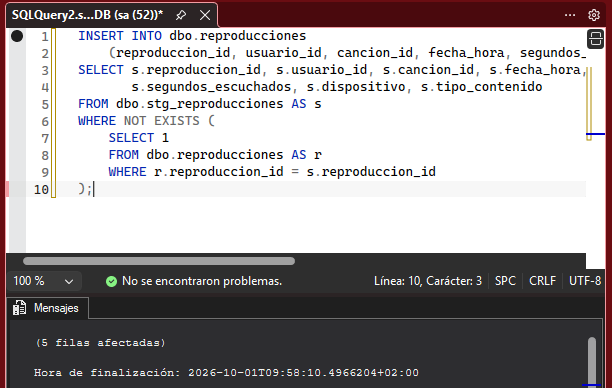 SQLQuery2.s...DB (sa (52))*
1 INSERT INTO dbo.reproducciones
2 (reproduccion_id, usuario_id, cancion_id, fecha_hora, segundos_
3 SELECT s.reproduccion_id, s.usuario_id, s.cancion_id, s.fecha_hora,
4 s.segundos_escuchados, s.dispositivo, s.tipo_contenido
5 FROM dbo.stg_reproducciones AS s
6 WHERE NOT EXISTS (
7 SELECT 1
8 FROM dbo.reproducciones AS r
9 WHERE r.reproduccion_id = s.reproduccion_id
10 );
100 % No se encontraron problemas. Línea: 10, Carácter: 3 SPC CRLF UTF-8
Mensajes
(5 filas afectadas)
Hora de finalización: 2026-10-01T09:58:10.4966204+02:00